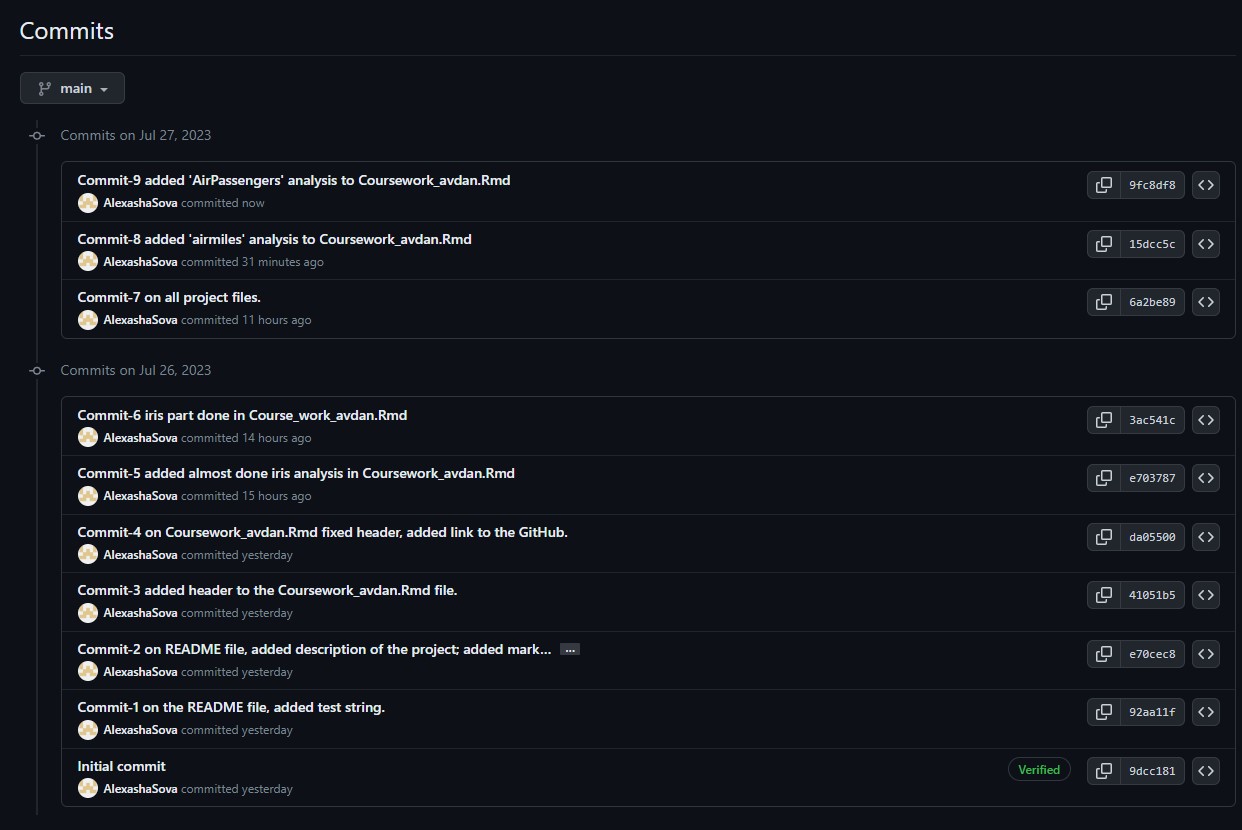 Commits
main
Commits on Jul 27, 2023
Commit-9 added 'AirPassengers' analysis to Coursework_avdan.Rmd
9fc8df8
AlexashaSova committed now
Commit-8 added 'airmiles' analysis to Coursework_avdan.Rmd
15dcc5c
AlexashaSova committed 31 minutes ago
Commit-7 on all project files.
6a2be89
AlexashaSova committed 11 hours ago
Commits on Jul 26, 2023
Commit-6 iris part done in Course_work_avdan.Rmd
3ac541c
AlexashaSova committed 14 hours ago
Commit-5 added almost done iris analysis in Coursework_avdan.Rmd
e703787
AlexashaSova committed 15 hours ago
Commit-4 on Coursework_avdan.Rmd fixed header, added link to the GitHub.
da05500
AlexashaSova committed yesterday
Commit-3 added header to the Coursework_avdan.Rmd file.
41051b5
AlexashaSova committed yesterday
Commit-2 on README file, added description of the project; added mark... ...
e70cec8
AlexashaSova committed yesterday
Commit-1 on the README file, added test string.
92aa11f
AlexashaSova committed yesterday
Initial commit
Verified
9dcc181
AlexashaSova committed yesterday